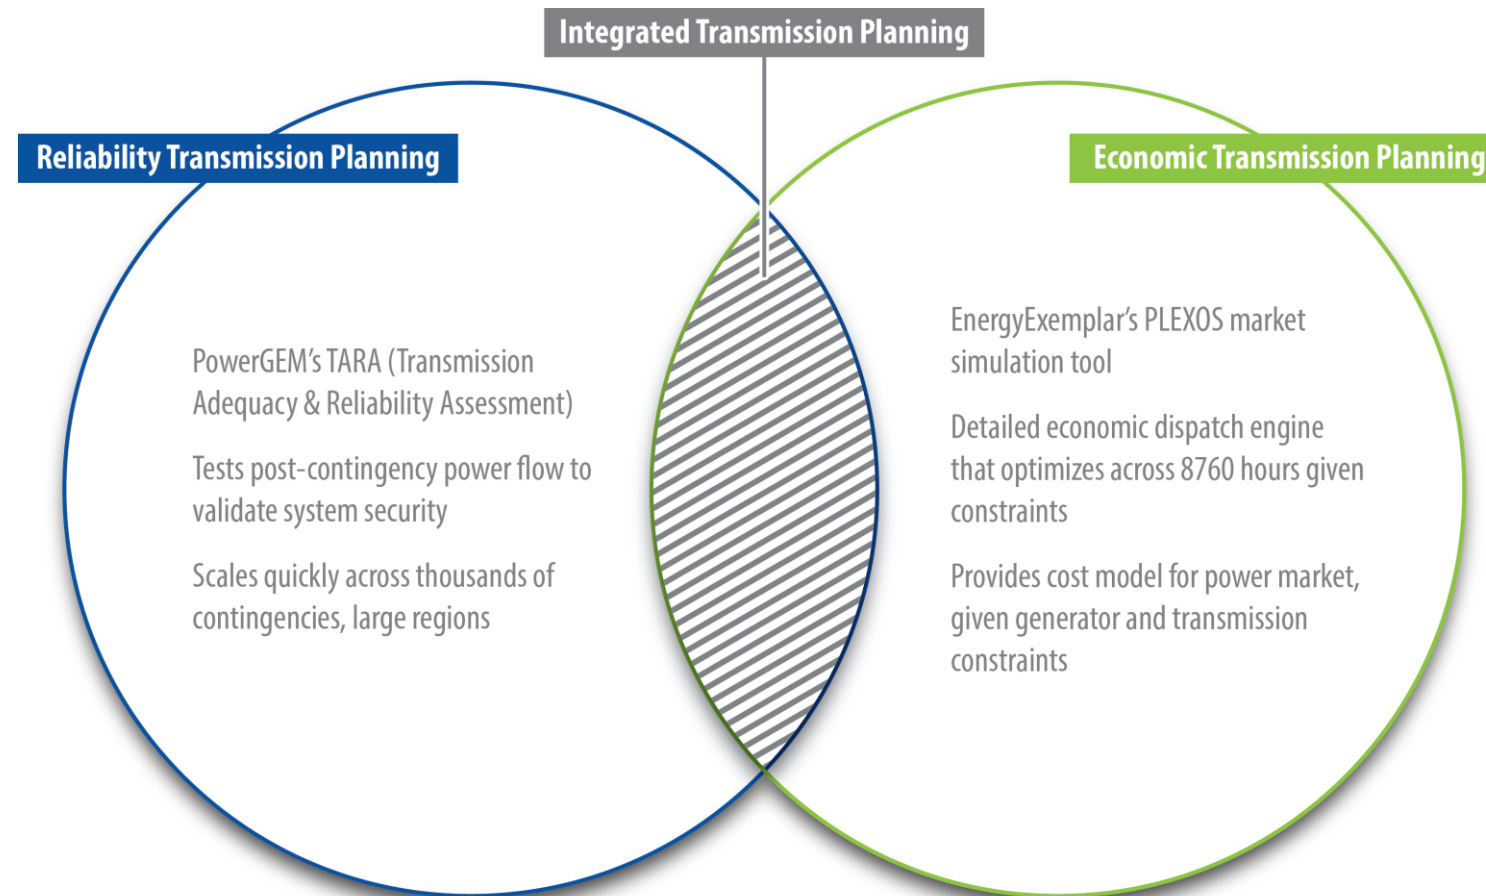 Integrated Transmission Planning
Reliability Transmission Planning
Economic Transmission Planning
PowerGEM’s TARA (Transmission
Adequacy & Reliability Assessment)
Tests post-contingency power flow to
validate system security
Scales quickly across thousands of
contingencies, large regions
EnergyExemplar’s PLEXOS market
simulation tool
Detailed economic dispatch engine
that optimizes across 8760 hours given
constraints
Provides cost model for power market,
given generator and transmission
constraints